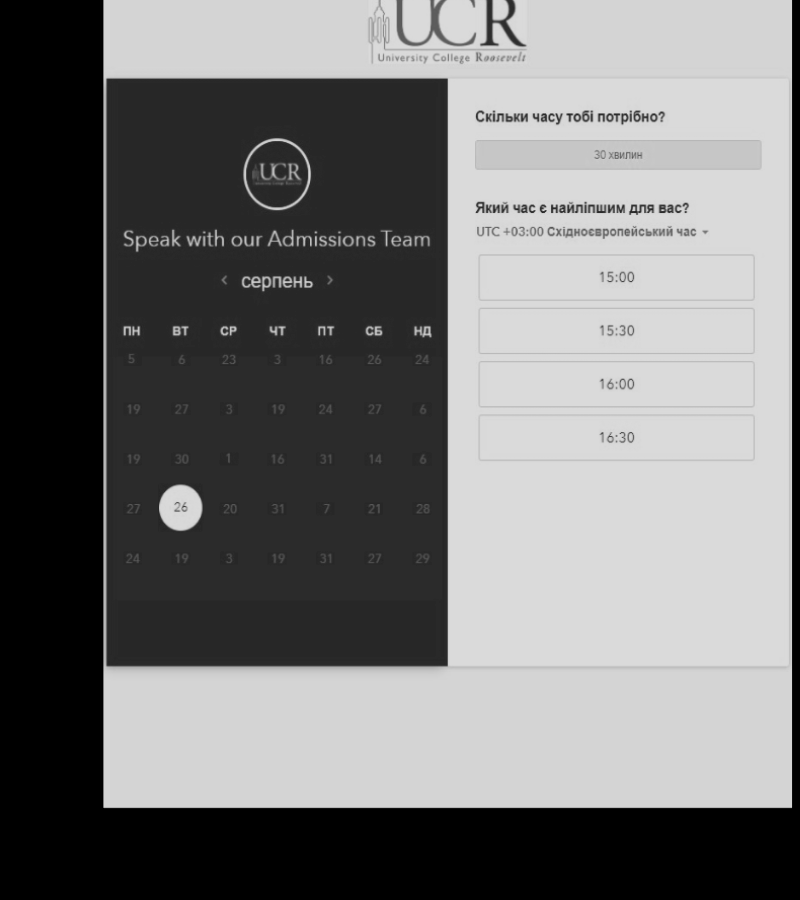 UCR
University College Roosevelt
UCR
Speak with our Admissions Team
‹ серпень ›
ПН ВТ СР ЧТ ПТ СБ НД
5 6 23 3 16 26 24
19 27 3 19 24 27 6
19 30 1 16 31 14 6
27 26 20 31 7 21 28
24 19 3 19 31 27 29
Скільки часу тобі потрібно?
30 хвилин
Який час є найліпшим для вас?
UTC +03:00 Східноєвропейський час
15:00
15:30
16:00
16:30